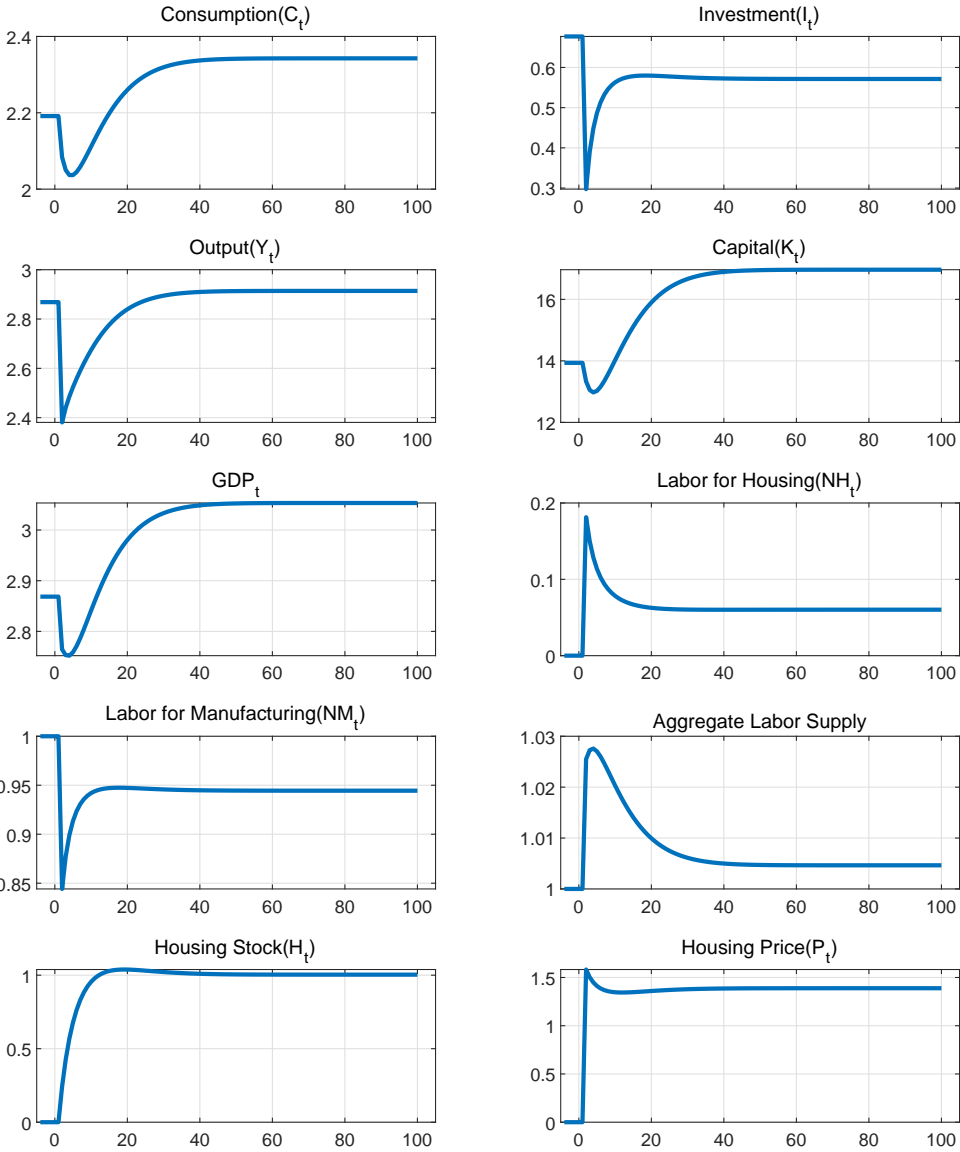 Consumption(C_t)
2.4
2.2
2
0 20 40 60 80 100
Investment(I_t)
0.6
0.5
0.4
0.3
0 20 40 60 80 100
Output(Y_t)
3
2.8
2.6
2.4
0 20 40 60 80 100
Capital(K_t)
16
14
12
0 20 40 60 80 100
GDP_t
3
2.9
2.8
0 20 40 60 80 100
Labor for Housing(NH_t)
0.2
0.1
0
0 20 40 60 80 100
Labor for Manufacturing(NM_t)
1
0.95
0.9
0.85
0 20 40 60 80 100
Aggregate Labor Supply
1.03
1.02
1.01
1
0 20 40 60 80 100
Housing Stock(H_t)
1
0.5
0
0 20 40 60 80 100
Housing Price(P_t)
1.5
1
0.5
0
0 20 40 60 80 100